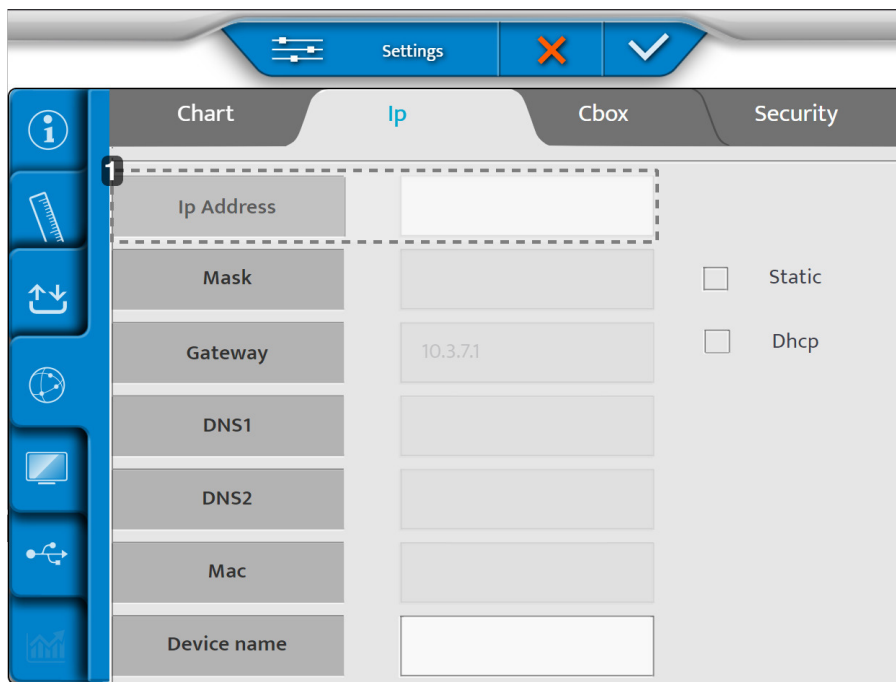 Settings
Chart Ip Cbox Security
1
Ip Address
Mask
Static
Gateway 10.3.7.1
Dhcp
DNS1
DNS2
Mac
Device name